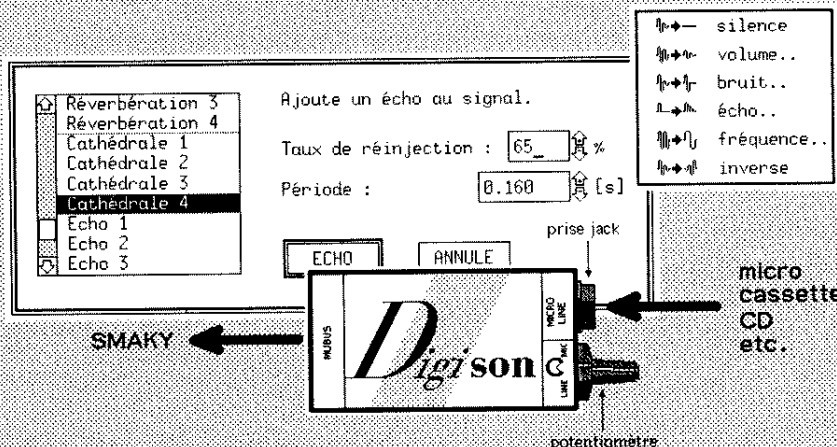 silence
volume..
bruit..
écho..
fréquence..
inverse
Réverbération 3
Réverbération 4
Cathédrale 1
Cathédrale 2
Cathédrale 3
Cathédrale 4
Echo 1
Echo 2
Echo 3
Ajoute un écho au signal.
Taux de réinjection : 65_ %
Période : 0.160 [s]
ECHO ANNULE
prise jack
micro
cassette
CD
etc.
SMAKY
MUBUS
Digison
MICRO
LINE
MIC
LINE
potentiomètre